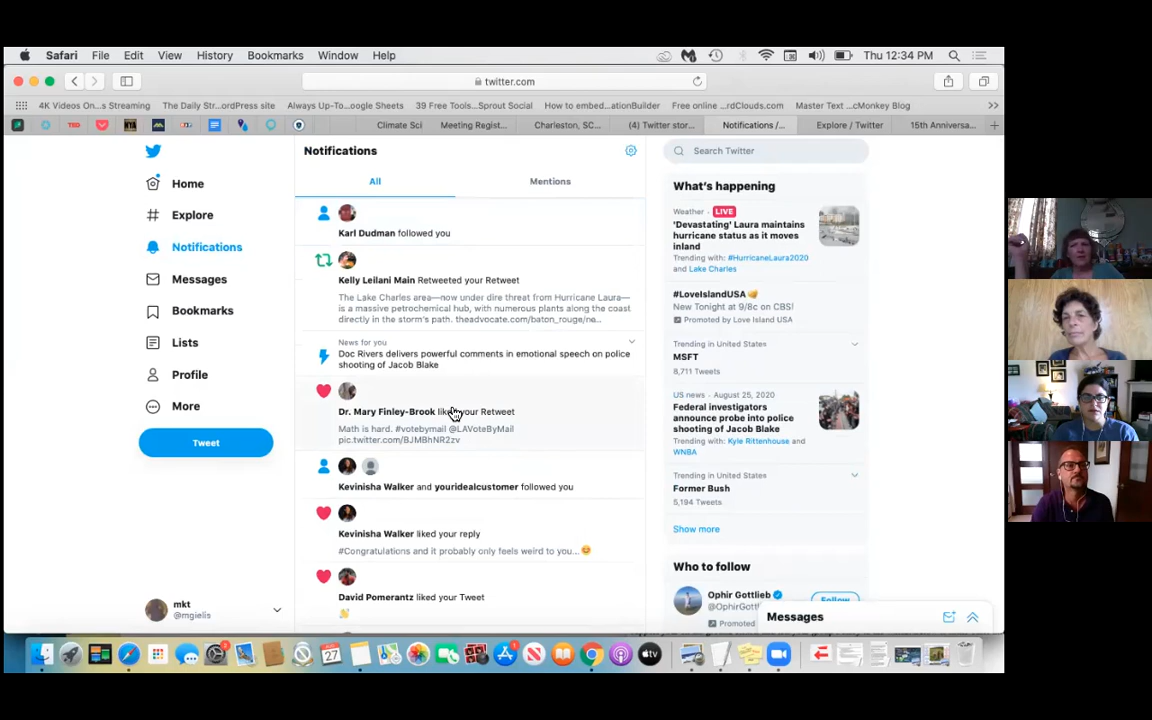 Safari File Edit View History Bookmarks Window Help Thu 12:34 PM
twitter.com
4K Videos On...s Streaming The Daily Str...ordPress site Always Up-To...oogle Sheets 39 Free Tools...Sprout Social How to embed...ationBuilder Free online ...rdClouds.com Master Text ...cMonkey Blog
TED Climate Sci Meeting Regist... Charleston, SC... (4) Twitter stor... Notifications /... Explore / Twitter 15th Anniversa...
Home
Explore
Notifications
Messages
Bookmarks
Lists
Profile
More
Tweet
mkt
@mgielis
Notifications
All Mentions
Karl Dudman followed you
Kelly Leilani Main Retweeted your Retweet
The Lake Charles area—now under dire threat from Hurricane Laura—
is a massive petrochemical hub, with numerous plants along the coast
directly in the storm's path. theadvocate.com/baton_rouge/ne...
News for you
Doc Rivers delivers powerful comments in emotional speech on police
shooting of Jacob Blake
Dr. Mary Finley-Brook liked your Retweet
Math is hard. #votebymail @LAVoteByMail
pic.twitter.com/BJMBhNR2zv
Kevinisha Walker and youridealcustomer followed you
Kevinisha Walker liked your reply
#Congratulations and it probably only feels weird to you... 😊
David Pomerantz liked your Tweet
👋
Search Twitter
What's happening
Weather · LIVE
'Devastating' Laura maintains
hurricane status as it moves
inland
Trending with: #HurricaneLaura2020
and Lake Charles
#LoveIslandUSA
New Tonight at 9/8c on CBS!
Promoted by Love Island USA
Trending in United States
MSFT
8,711 Tweets
US news · August 25, 2020
Federal investigators
announce probe into police
shooting of Jacob Blake
Trending with: Kyle Rittenhouse and
WNBA
Trending in United States
Former Bush
5,194 Tweets
Show more
Who to follow
Ophir Gottlieb
@OphirGott
Follow
Promoted
Messages
27
tv